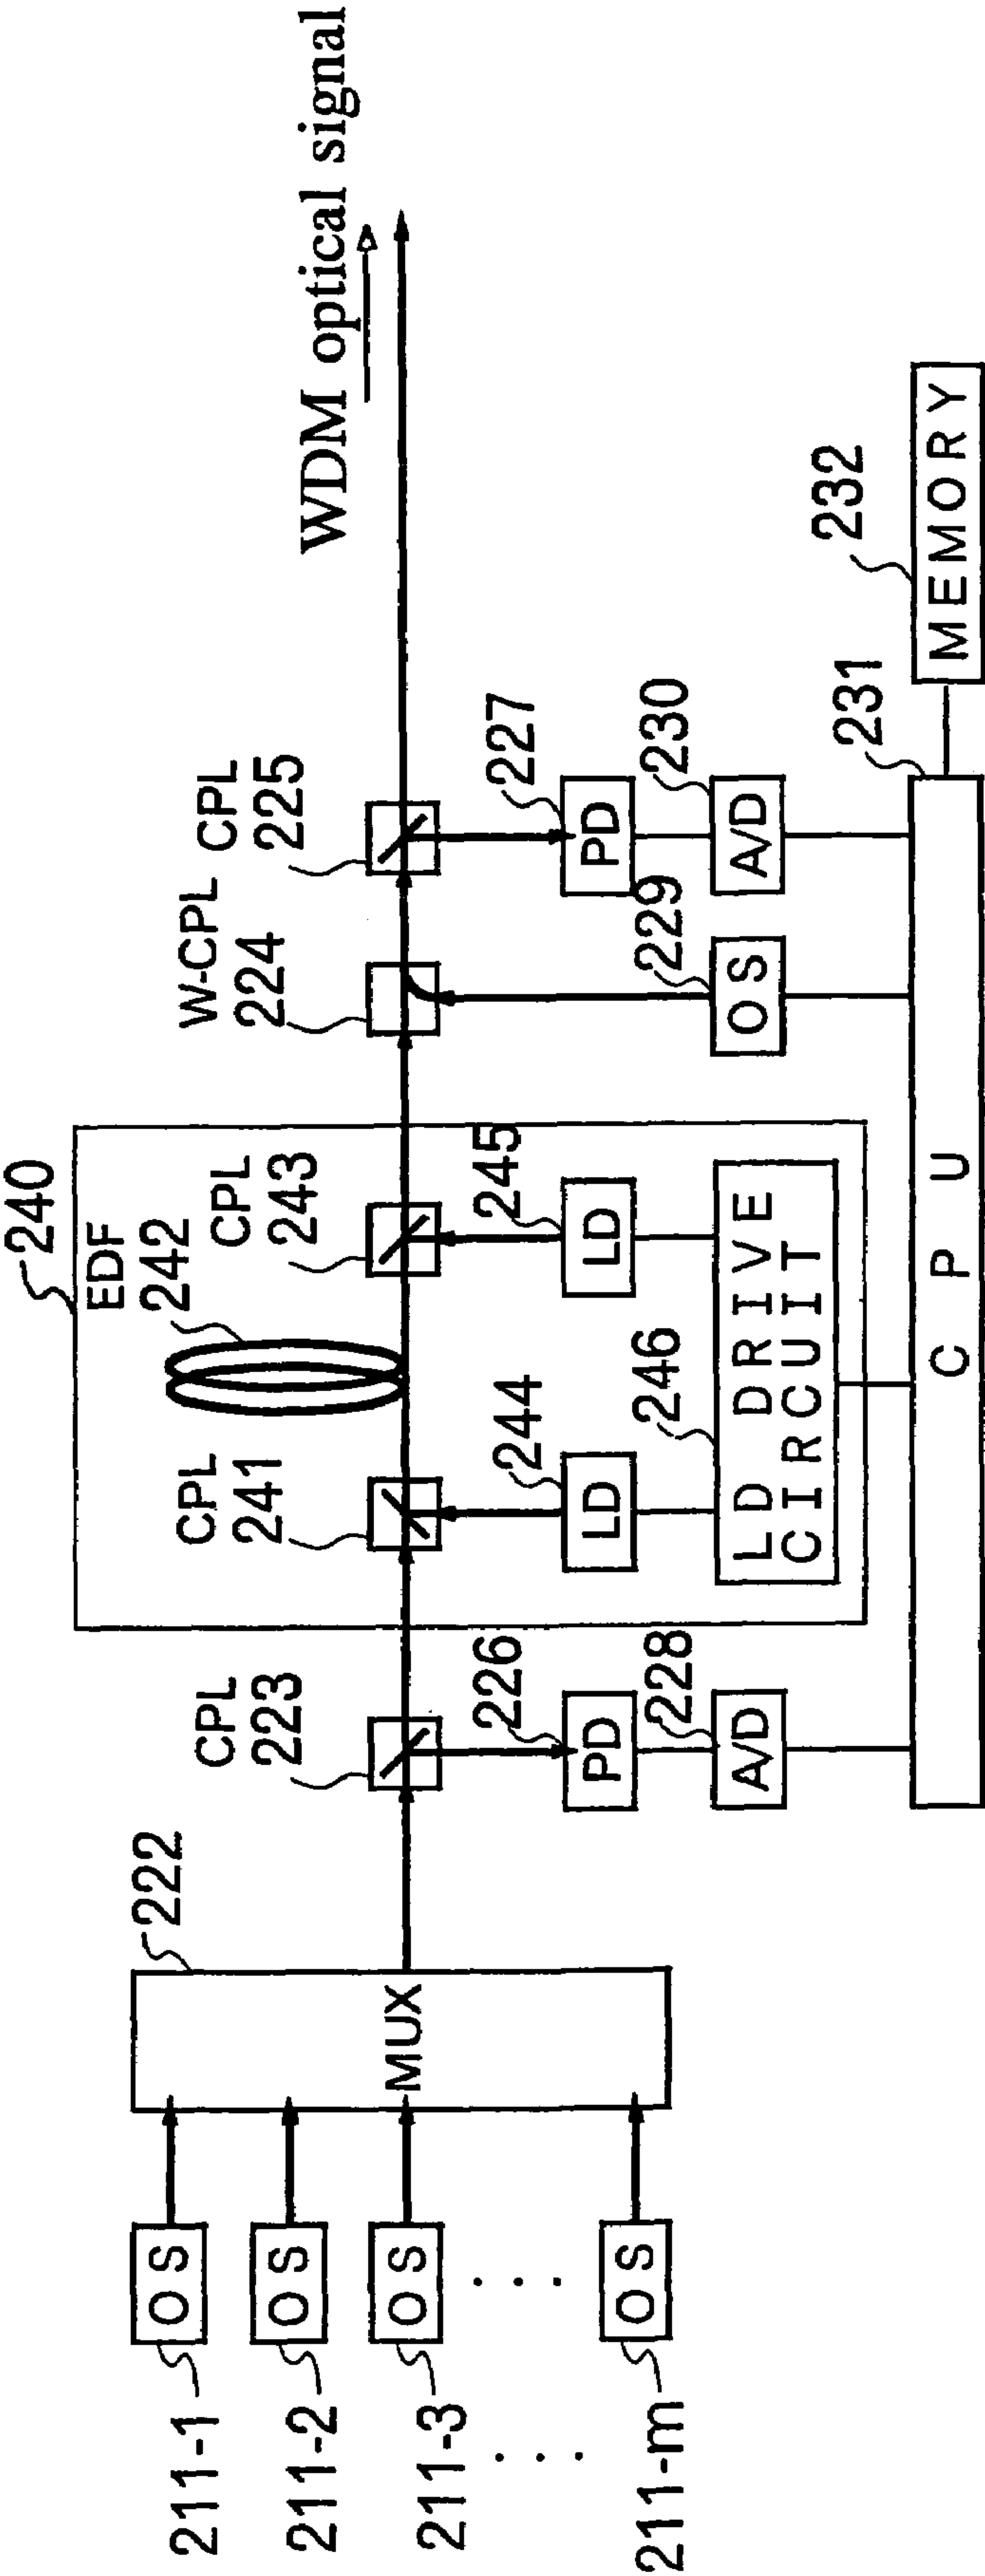 240
EDF
242
CPL
241
CPL
243
W-CPL
224
CPL
225
WDM optical signal
CPL
223
222
MUX
OS
OS
OS
. . .
OS
211-1
211-2
211-3
. . .
211-m
226
PD
228
A/D
244
LD
245
LD
246
LD DRIVE
CIRCUIT
229
OS
227
PD
230
A/D
231
CPU
232
MEMORY